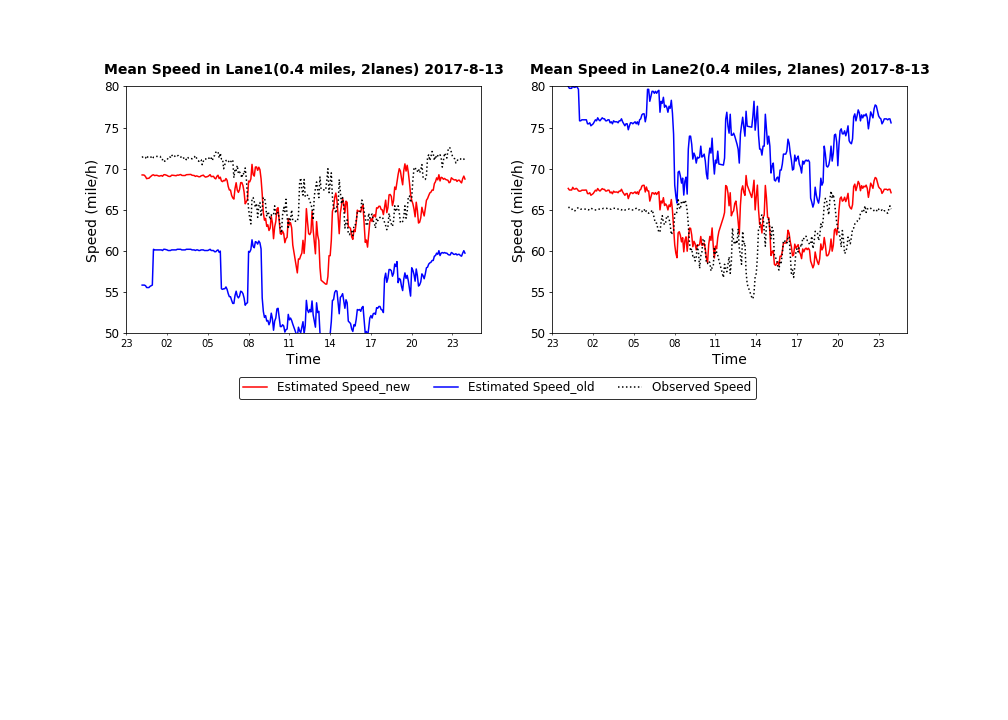 Mean Speed in Lane1(0.4 miles, 2lanes) 2017-8-13
80
75
70
65
60
55
50
Speed (mile/h)
23 02 05 08 11 14 17 20 23
Time
Mean Speed in Lane2(0.4 miles, 2lanes) 2017-8-13
80
75
70
65
60
55
50
Speed (mile/h)
23 02 05 08 11 14 17 20 23
Time
Estimated Speed_new Estimated Speed_old Observed Speed